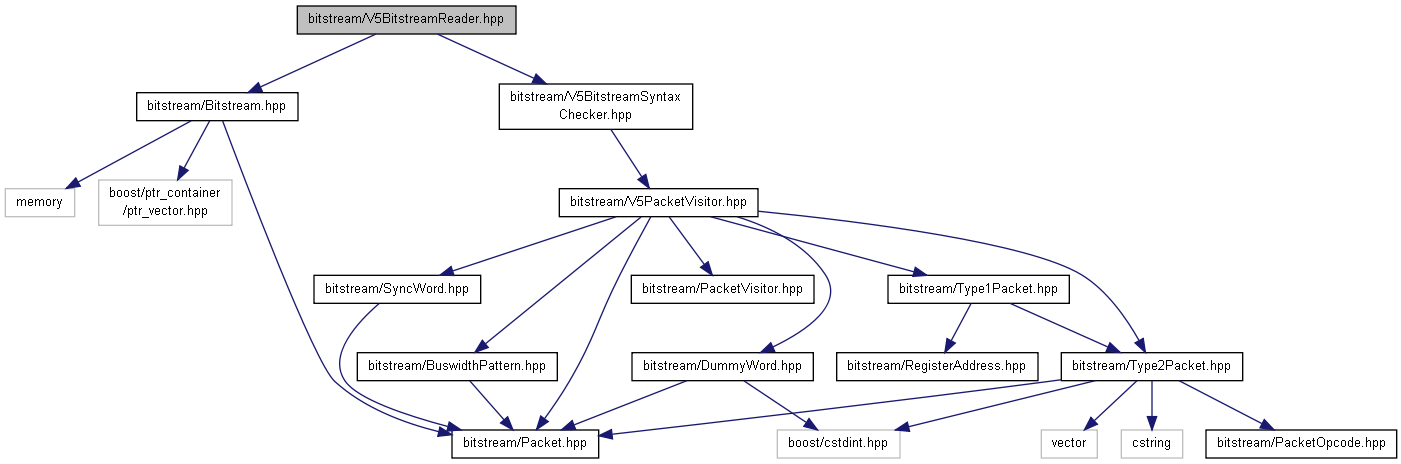 bitstream/V5BitstreamReader.hpp
bitstream/Bitstream.hpp
bitstream/V5BitstreamSyntax
Checker.hpp
memory
boost/ptr_container
/ptr_vector.hpp
bitstream/V5PacketVisitor.hpp
bitstream/SyncWord.hpp
bitstream/PacketVisitor.hpp
bitstream/Type1Packet.hpp
bitstream/BuswidthPattern.hpp
bitstream/DummyWord.hpp
bitstream/RegisterAddress.hpp
bitstream/Type2Packet.hpp
bitstream/Packet.hpp
boost/cstdint.hpp
vector
cstring
bitstream/PacketOpcode.hpp